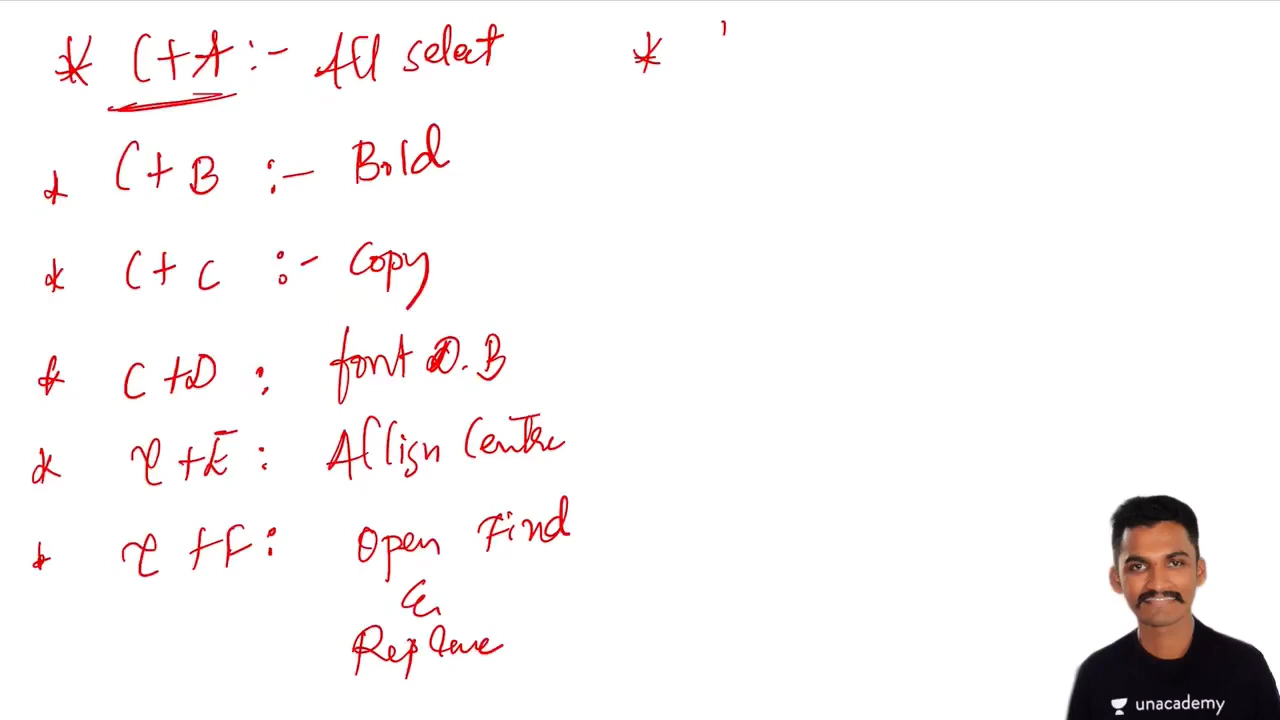 * C+A :- All select
* C+B :- Bold
* C+C :- Copy
* C+D : font D.B
* C+E : Allign Centre
* C+F : Open Find
&
Replace
*
unacademy